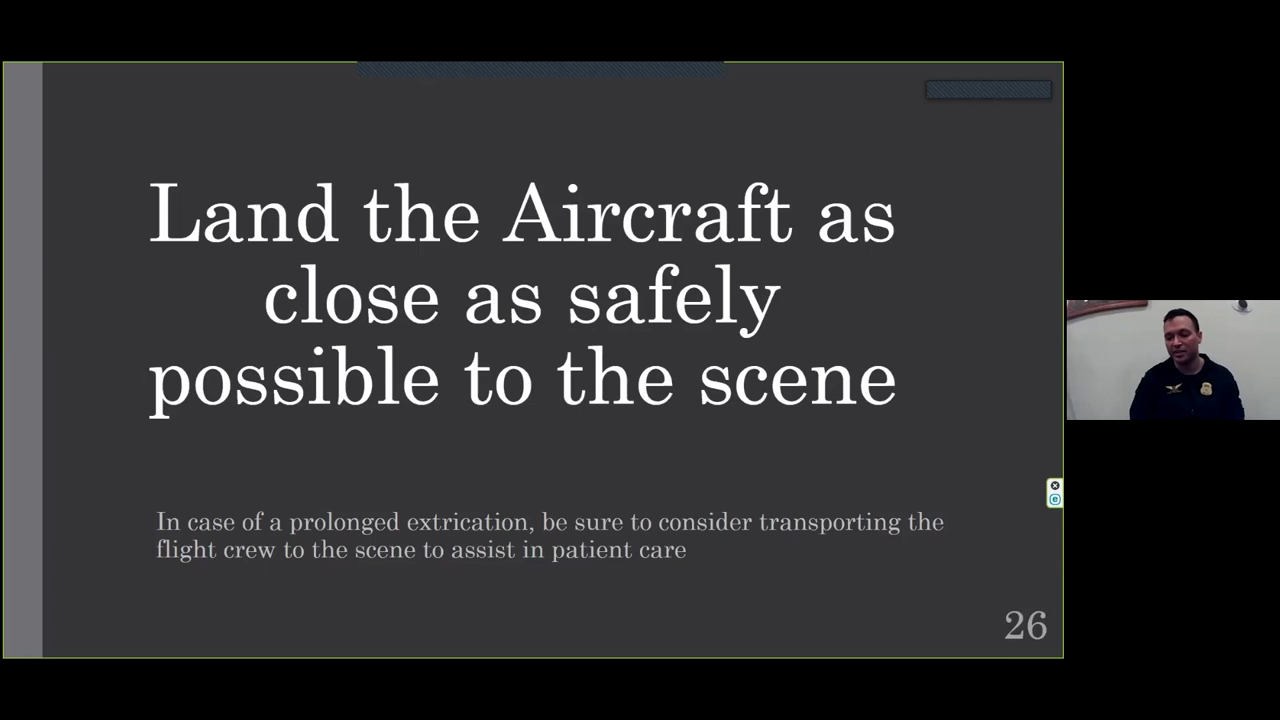 Land the Aircraft as
close as safely
possible to the scene
In case of a prolonged extrication, be sure to consider transporting the
flight crew to the scene to assist in patient care
26